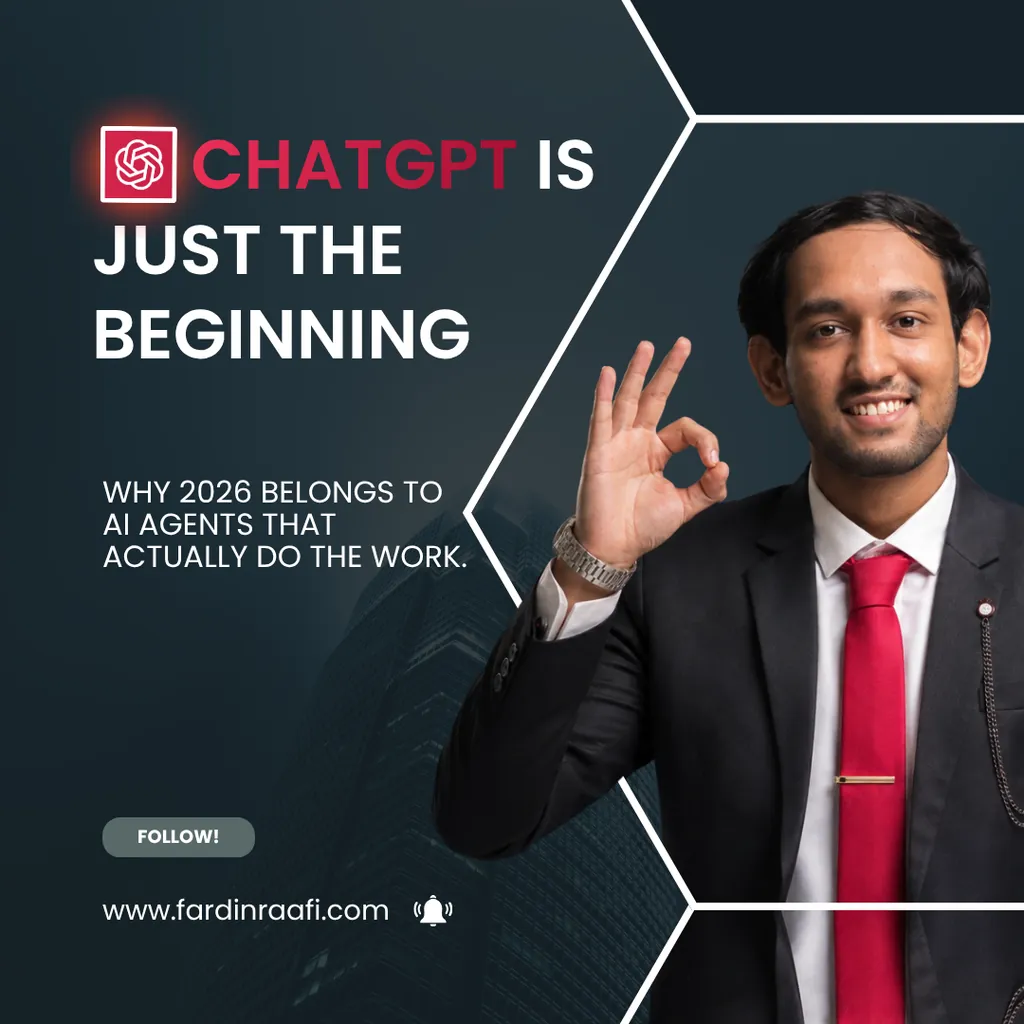 CHATGPT IS
JUST THE
BEGINNING
WHY 2026 BELONGS TO
AI AGENTS THAT
ACTUALLY DO THE WORK.
FOLLOW!
www.fardinraafi.com